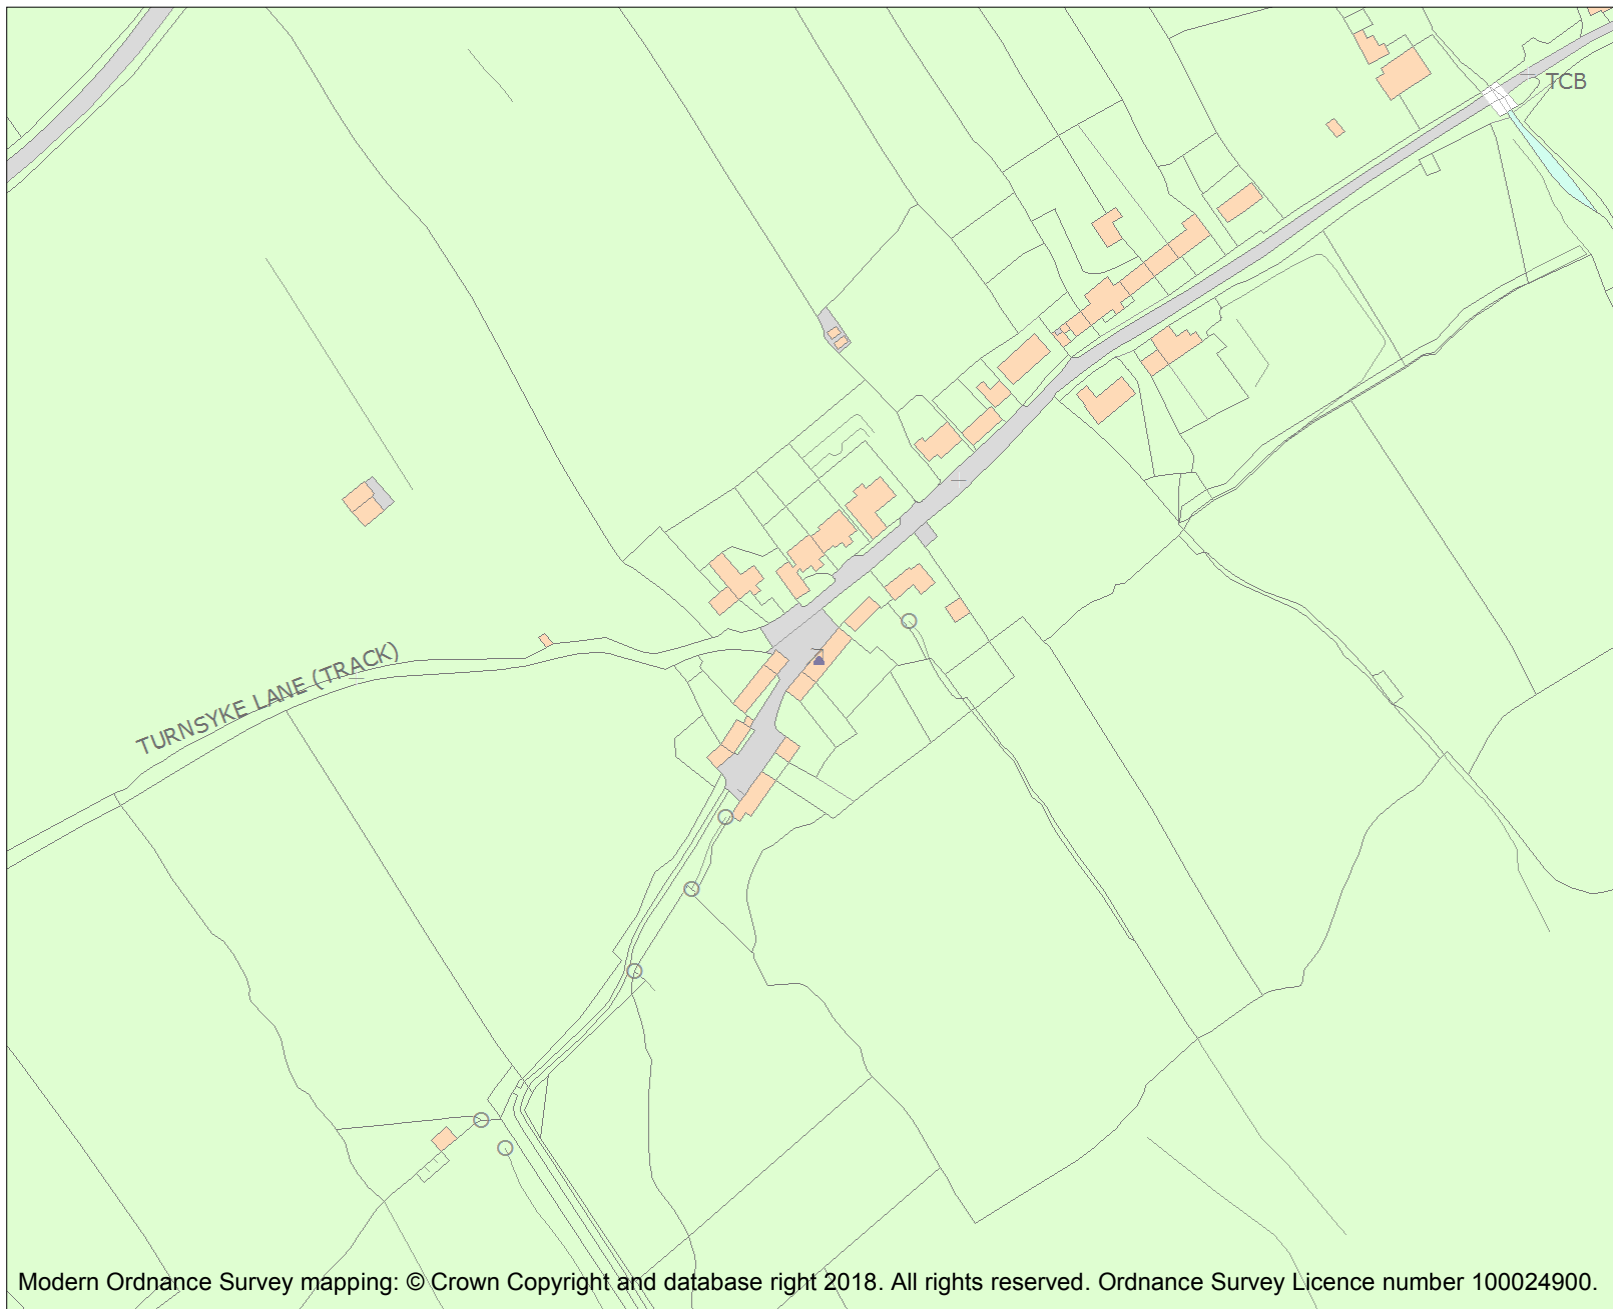 TCB
TURNSYKE LANE (TRACK)
Modern Ordnance Survey mapping: © Crown Copyright and database right 2018. All rights reserved. Ordnance Survey Licence number 100024900.